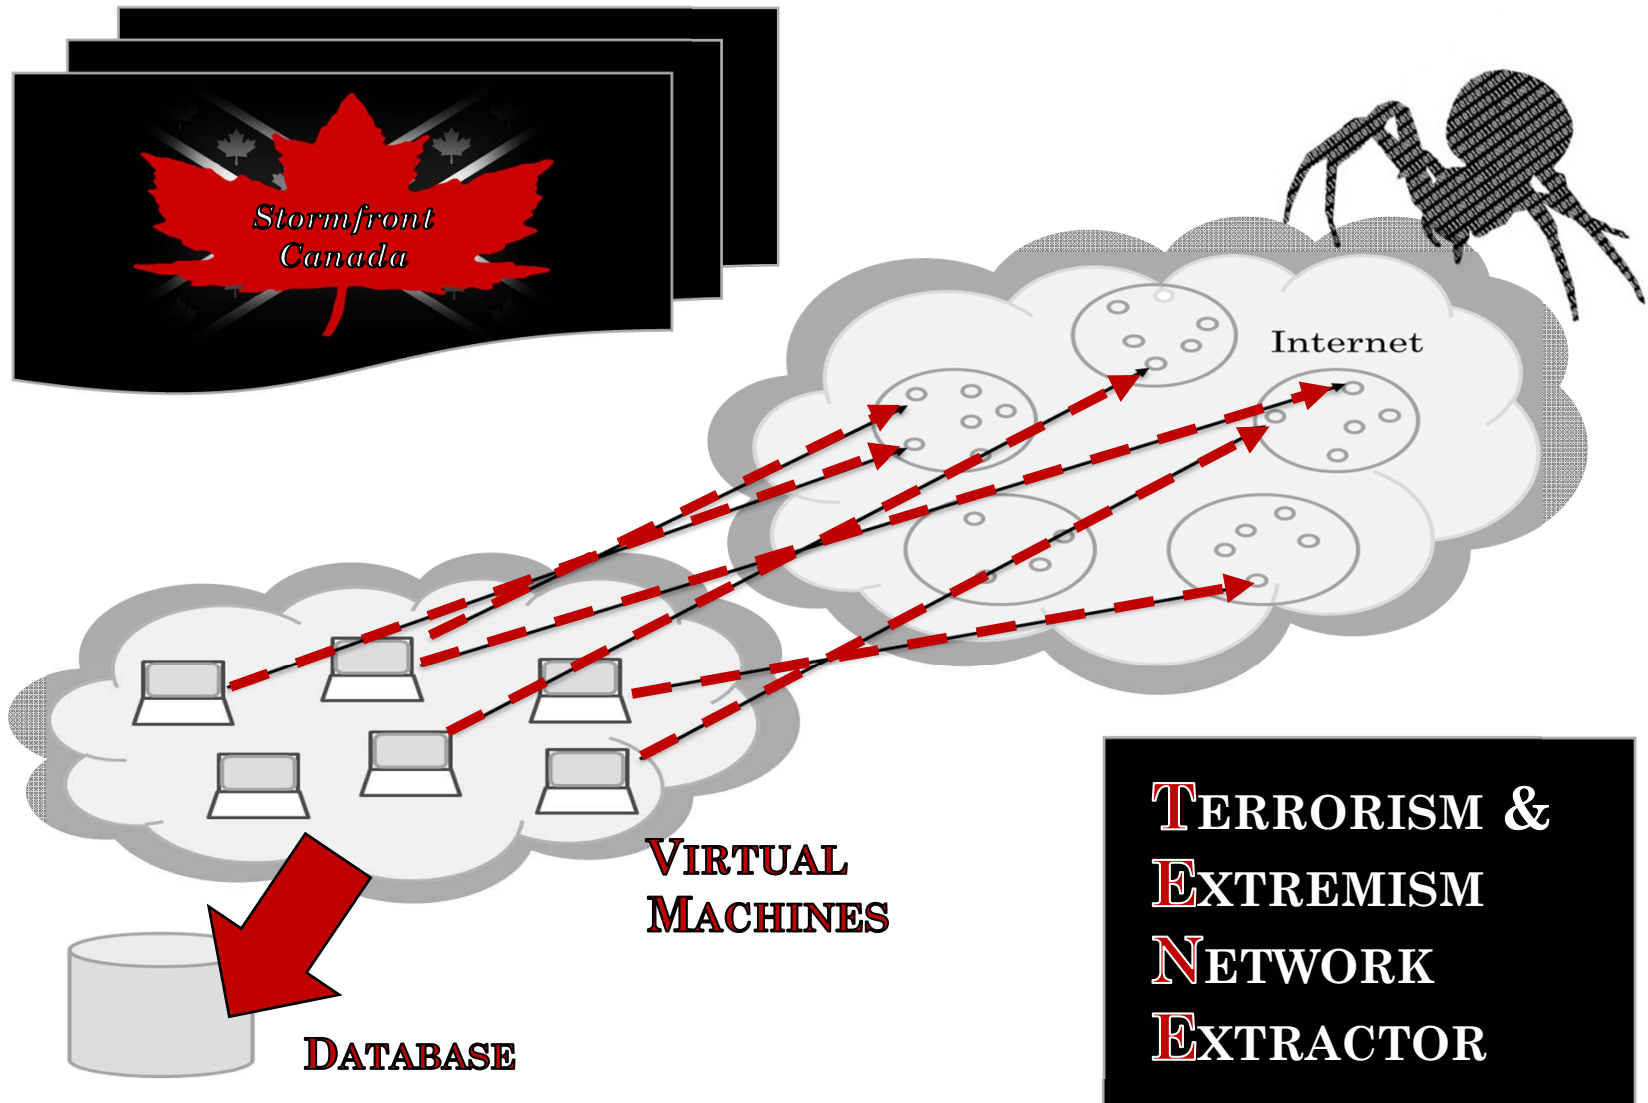 Stormfront
Canada
Internet
VIRTUAL
MACHINES
DATABASE
TERRORISM &
EXTREMISM
NETWORK
EXTRACTOR